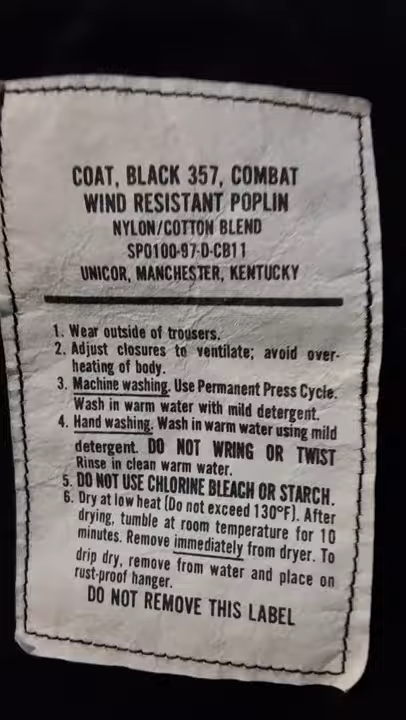 COAT, BLACK 357, COMBAT
WIND RESISTANT POPLIN
NYLON/COTTON BLEND
SPO100-97-D-CB11
UNICOR, MANCHESTER, KENTUCKY
1. Wear outside of trousers.
2. Adjust closures to ventilate; avoid over-
heating of body.
3. Machine washing. Use Permanent Press Cycle.
Wash in warm water with mild detergent.
4. Hand washing. Wash in warm water using mild
detergent. DO NOT WRING OR TWIST
Rinse in clean warm water.
5. DO NOT USE CHLORINE BLEACH OR STARCH.
6. Dry at low heat (Do not exceed 130°F). After
drying, tumble at room temperature for 10
minutes. Remove immediately from dryer. To
drip dry, remove from water and place on
rust-proof hanger.
DO NOT REMOVE THIS LABEL